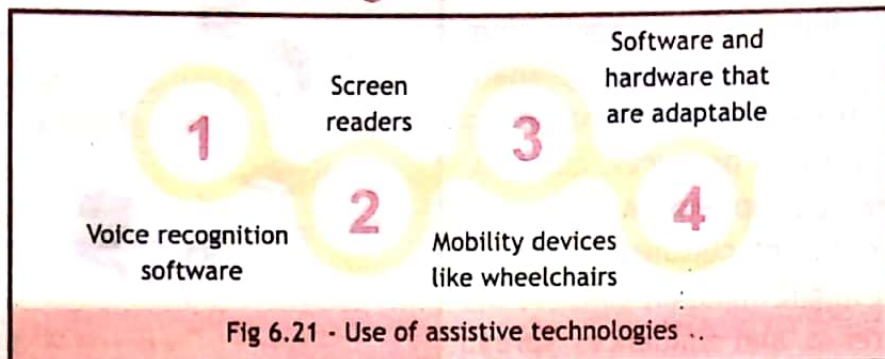 1
Voice recognition
software
Screen
readers
2
3
Mobility devices
like wheelchairs
Software and
hardware that
are adaptable
4
Fig 6.21 - Use of assistive technologies